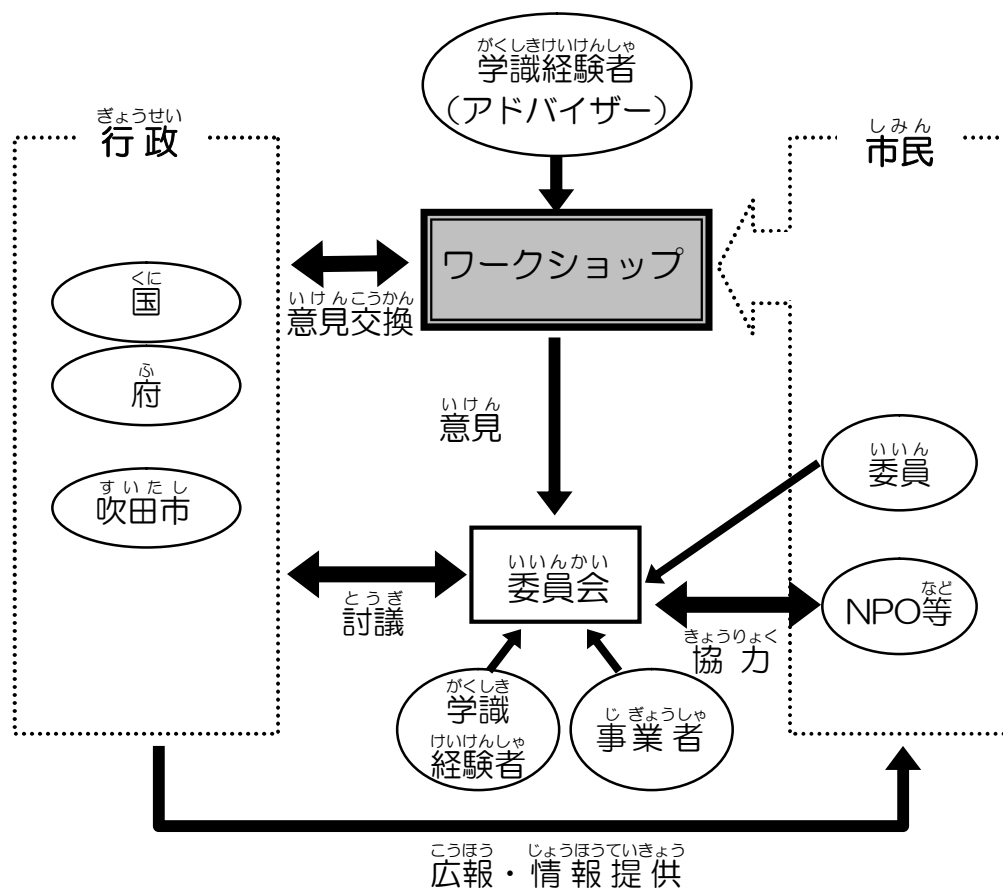 がくしきけいけんしゃ
学識経験者
（アドバイザー）
ぎょうせい
行政
しみん
市民
ワークショップ
くに
国
いけんこうかん
意見交換
ふ
府
いけん
意見
いいん
委員
すいたし
吹田市
いいんかい
委員会
とうぎ
討議
など
NPO等
きょうりょく
協力
がくしき
学識
けいけんしゃ
経験者
じぎょうしゃ
事業者
こうほう じょうほうていきょう
広報・情報提供